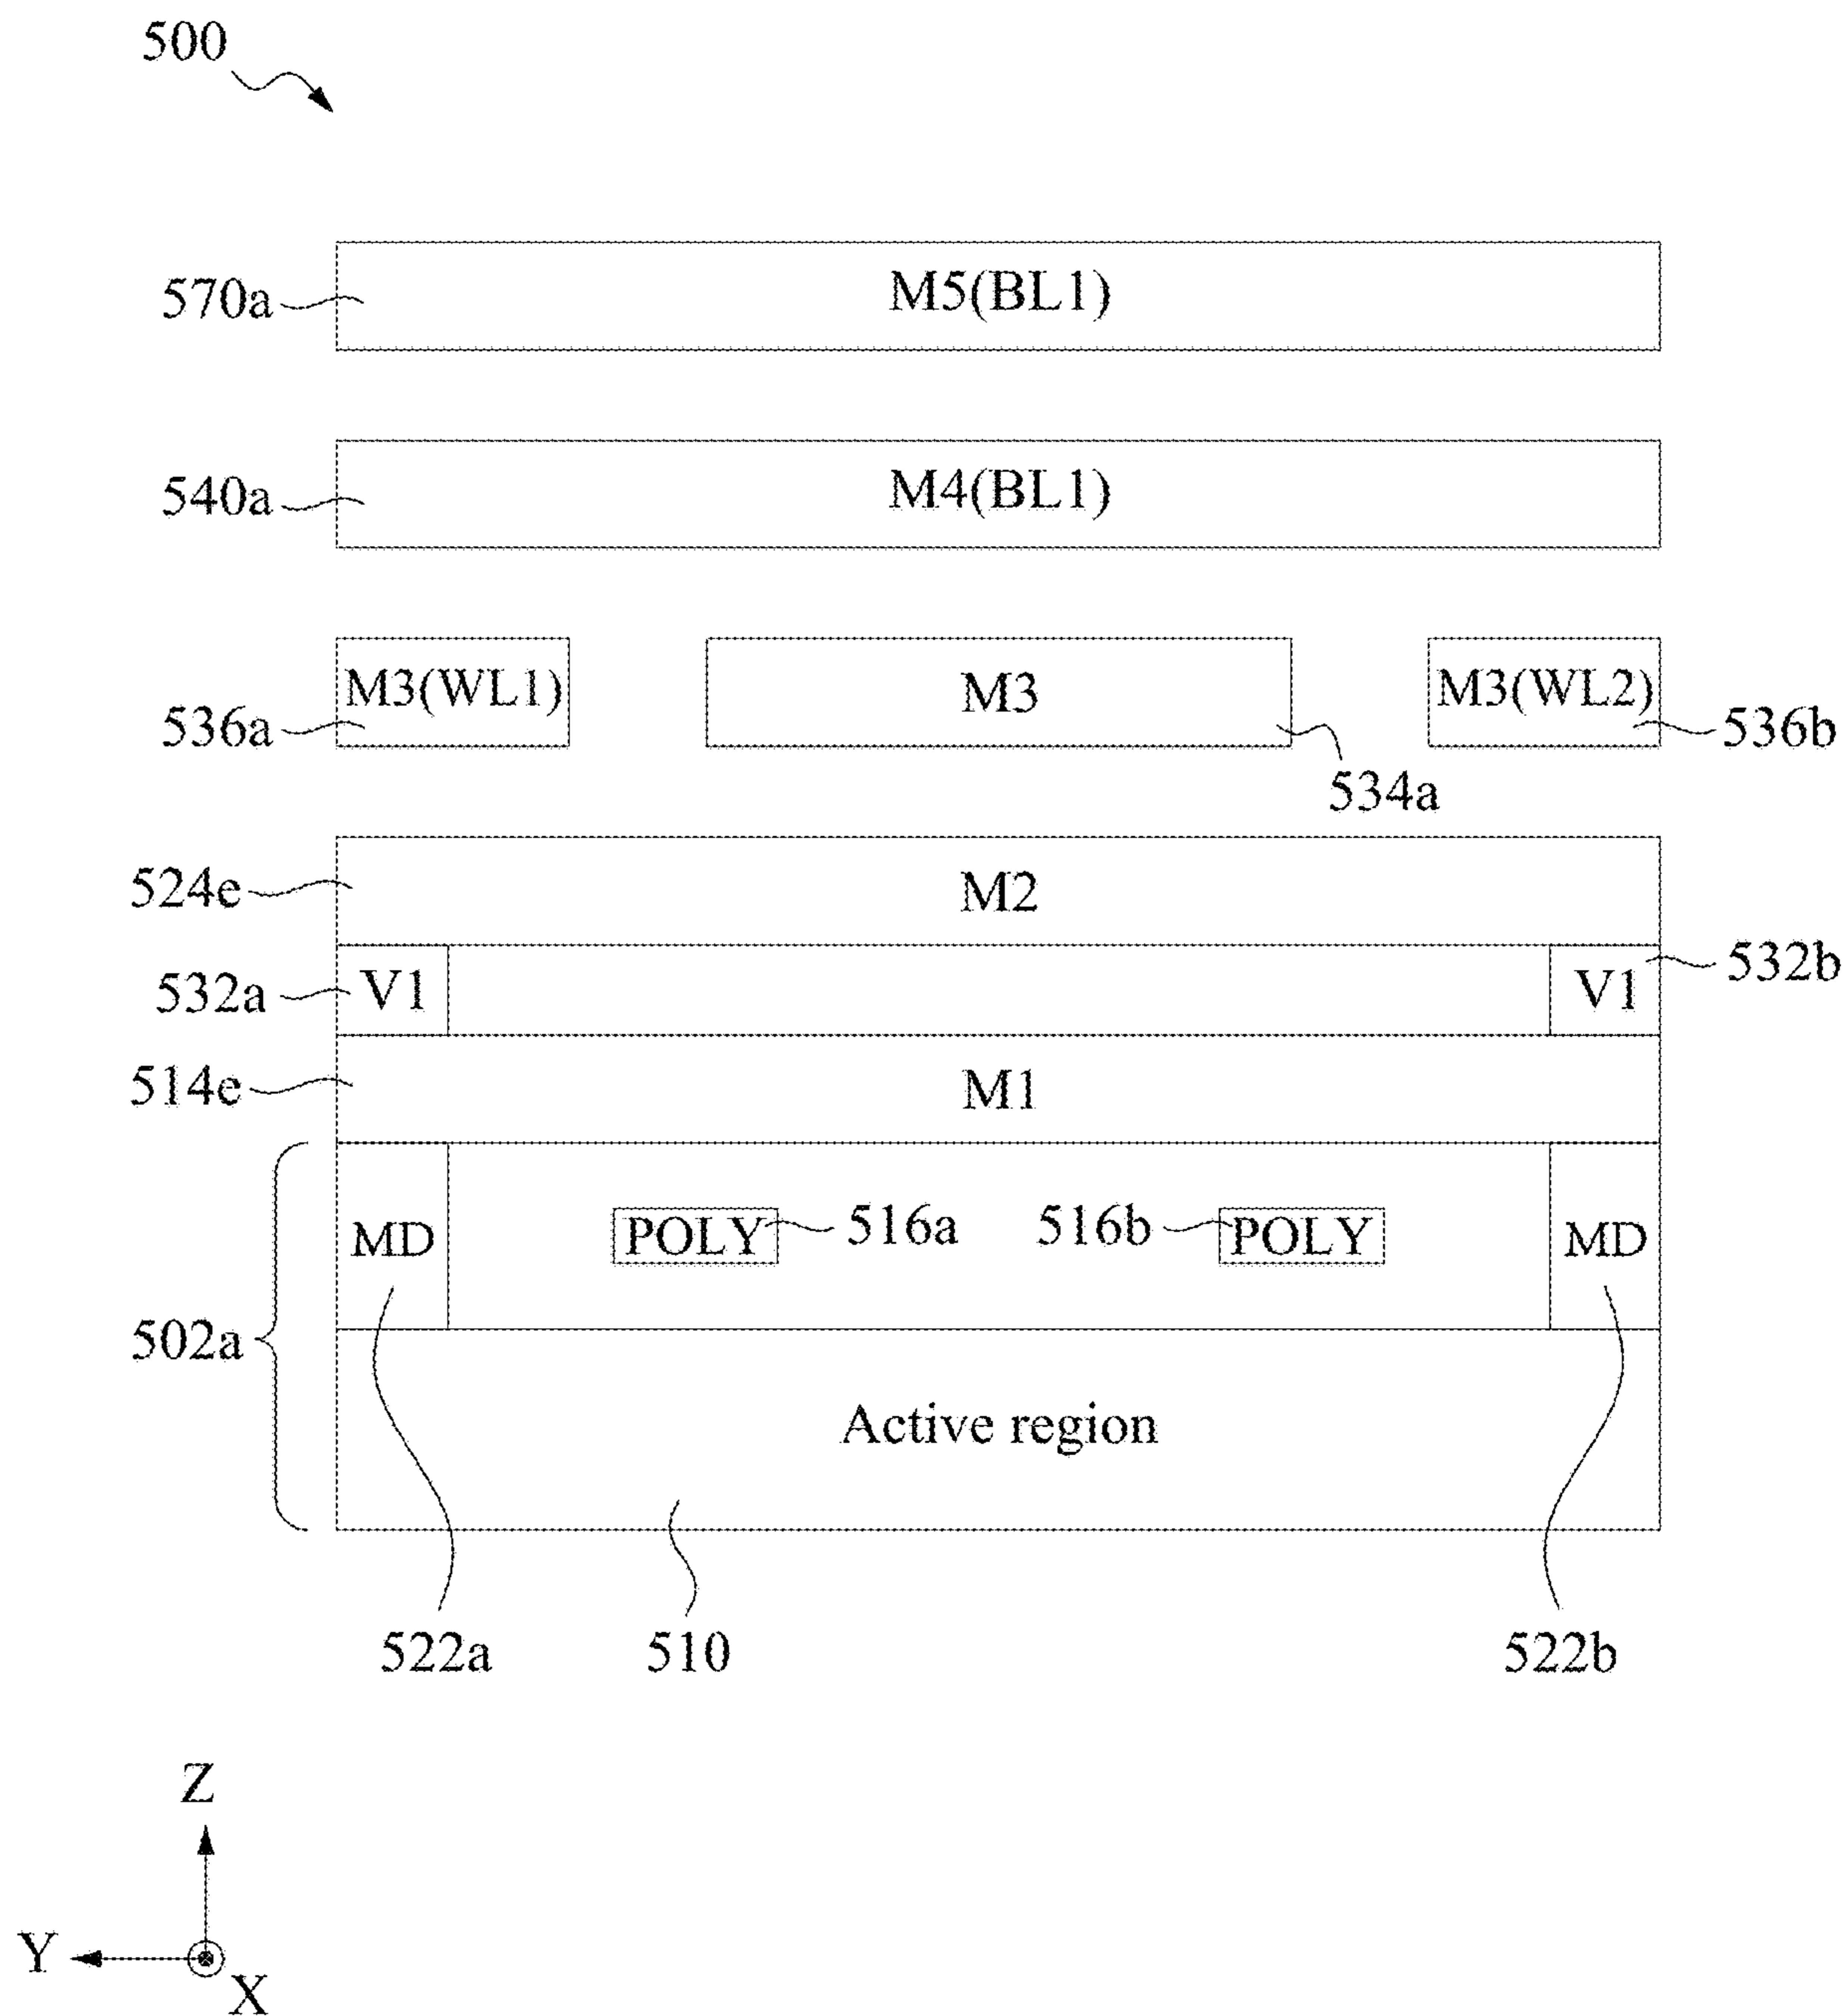 500
570a
M5(BL1)
540a
M4(BL1)
M3(WL1)
M3
M3(WL2)
536a
536b
534a
524e
M2
532a
V1
V1
532b
514e
M1
502a
MD
POLY
516a
516b
POLY
MD
Active region
522a
510
522b
Z
Y
X